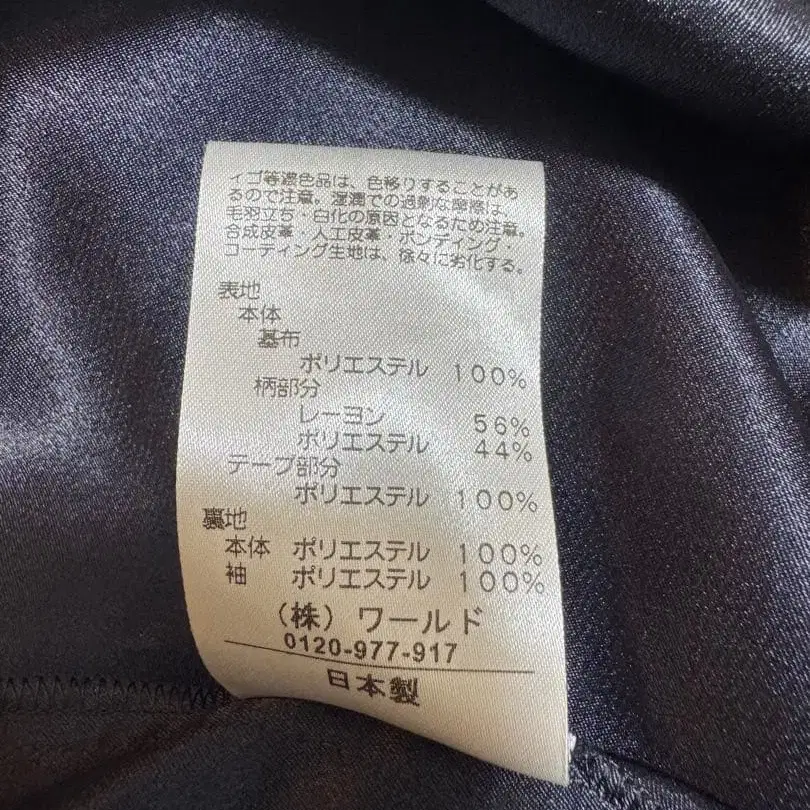 ィゴ等濃色品は、色移りすることがあ
るので注意。湿潤での過剰な摩擦は、
毛羽立ち・白化の原因となるため注意。
合成皮革・人工皮革・ボンディング・
コーティング生地は、徐々に劣化する。
表地
本体
基布
ポリエステル 100%
柄部分
レーヨン 56%
ポリエステル 44%
テープ部分
ポリエステル 100%
裏地
本体 ポリエステル 100%
袖 ポリエステル 100%
(株)ワールド
0120-977-917
日本製